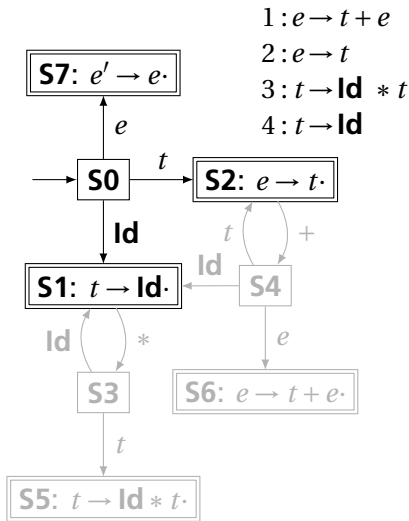 1 : e → t + e
2 : e → t
3 : t → Id * t
4 : t → Id
S7: e′ → e·
e
S0
t
S2: e → t·
Id
t
+
Id
S1: t → Id·
S4
Id
*
e
S3
S6: e → t + e·
t
S5: t → Id * t·